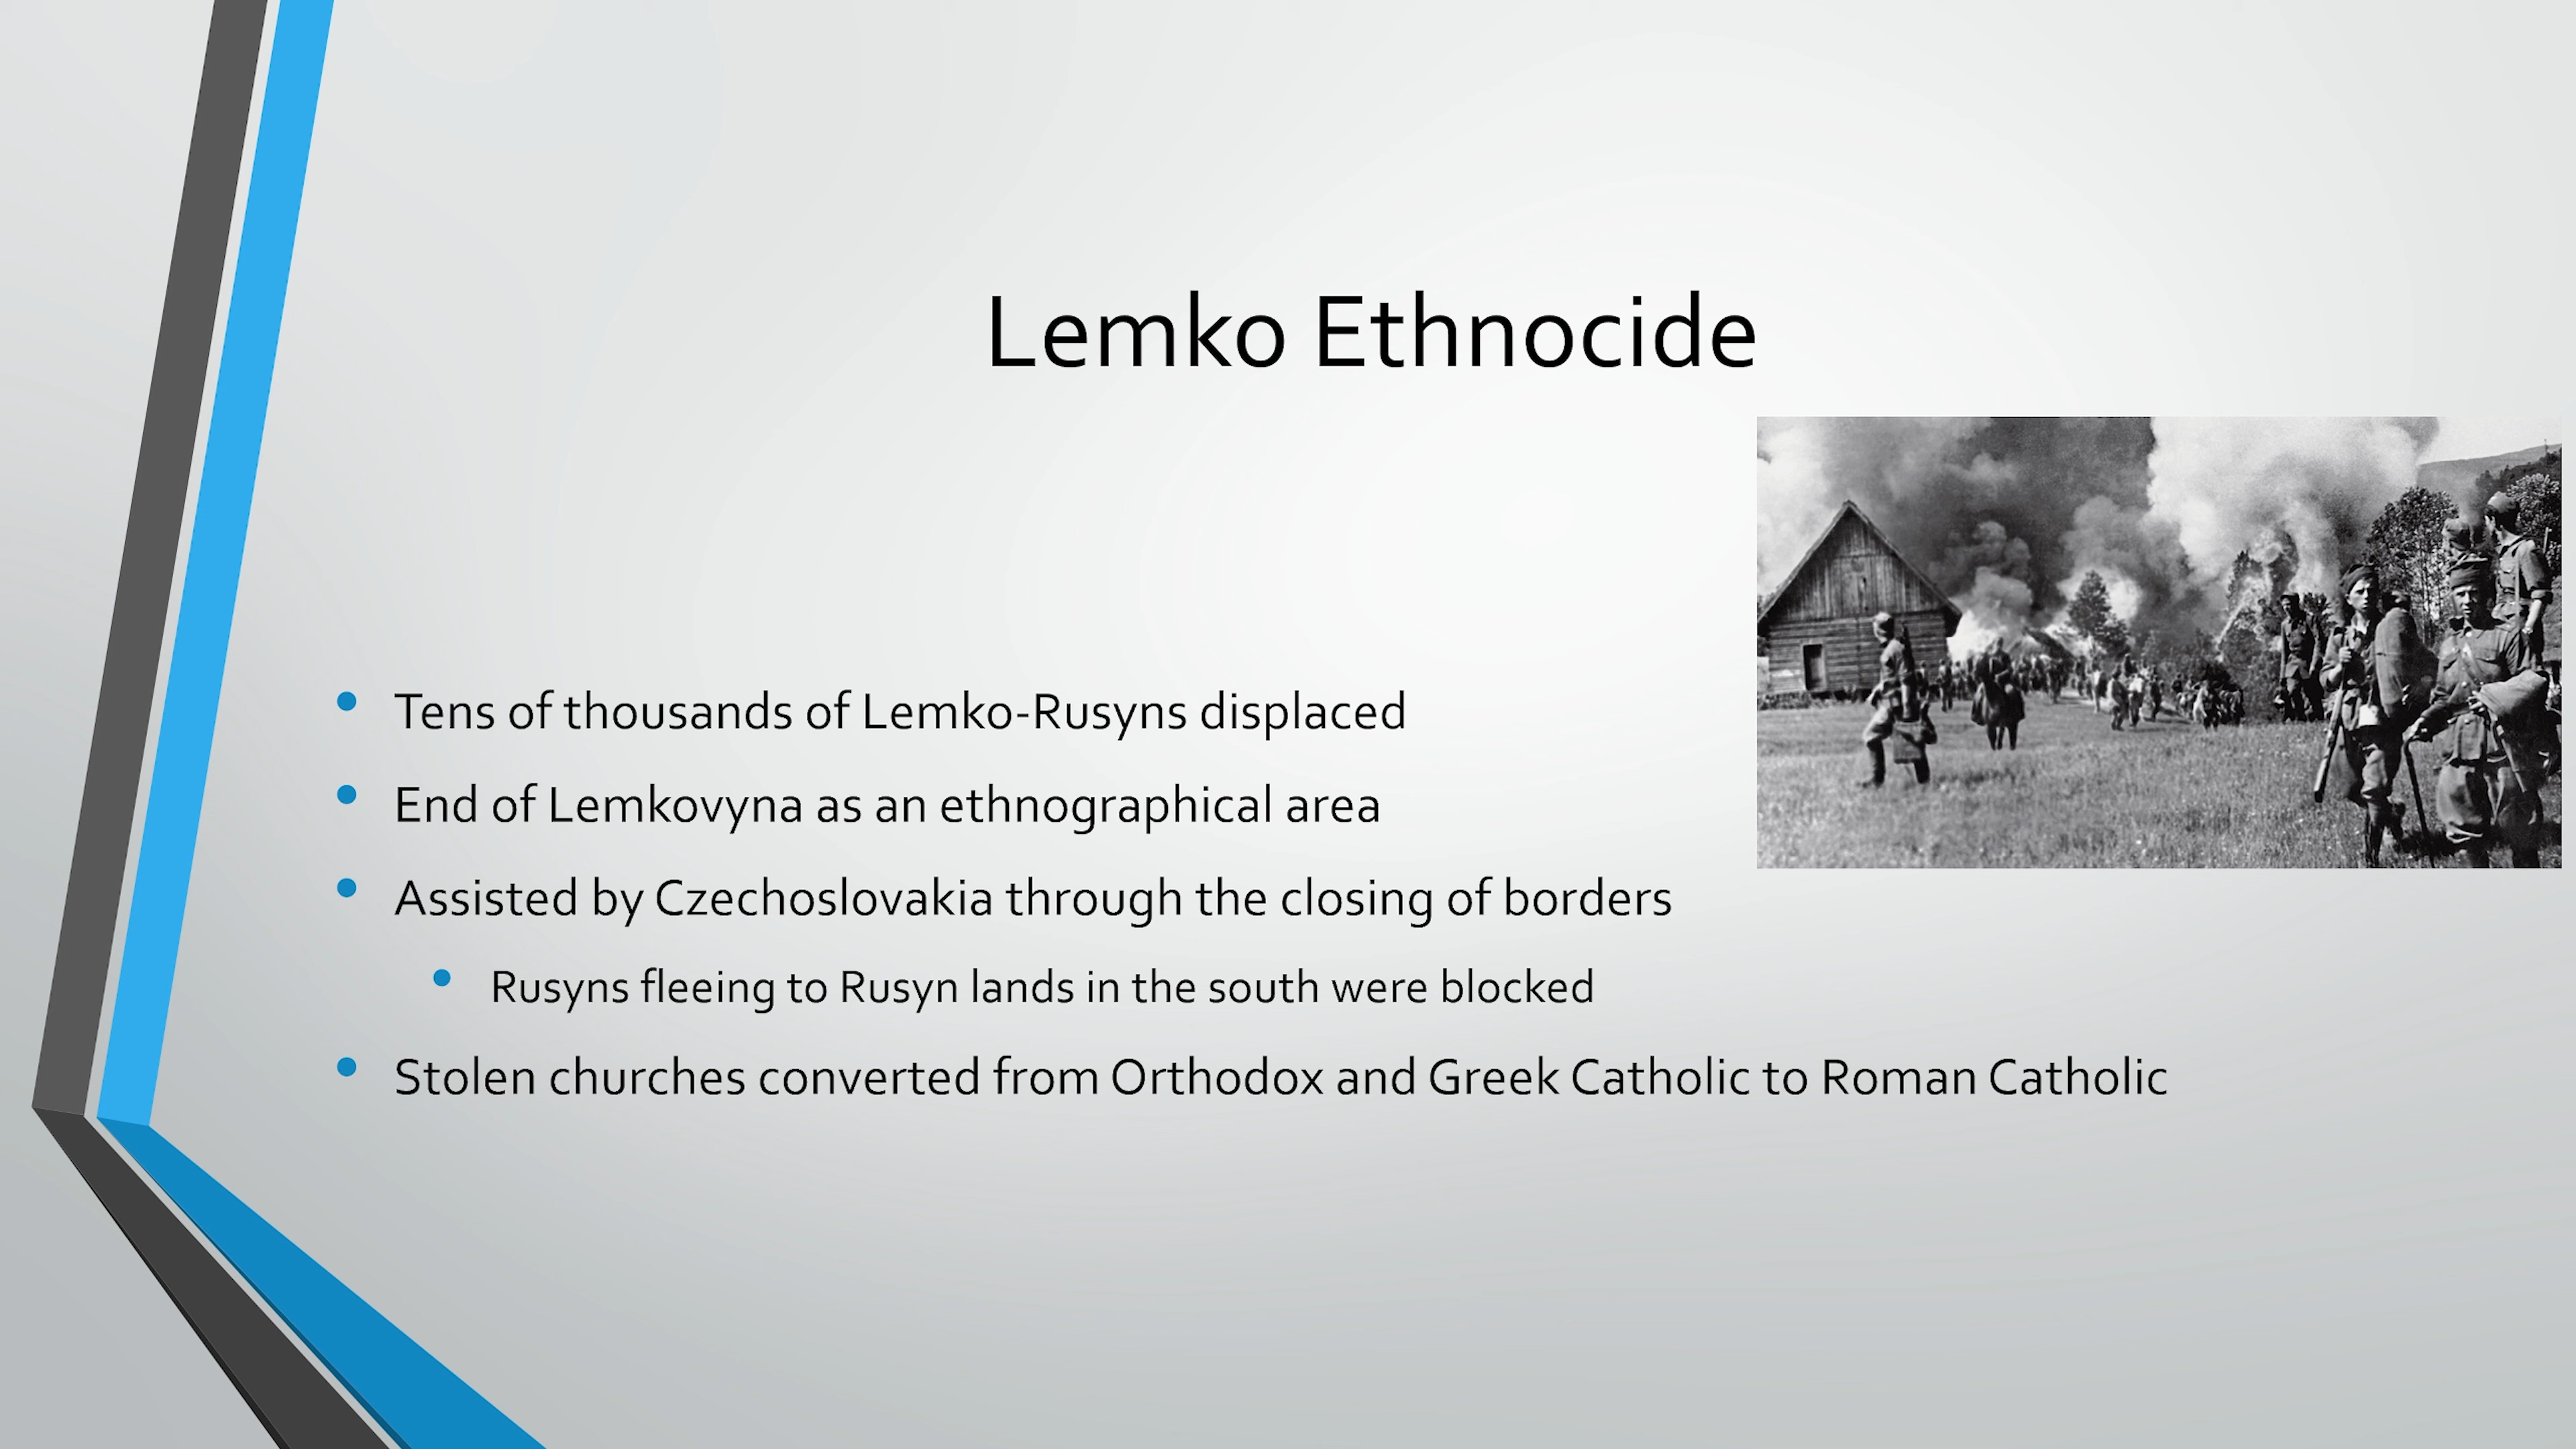 Lemko Ethnocide
• Tens of thousands of Lemko-Rusyns displaced
• End of Lemkovyna as an ethnographical area
• Assisted by Czechoslovakia through the closing of borders
• Rusyns fleeing to Rusyn lands in the south were blocked
• Stolen churches converted from Orthodox and Greek Catholic to Roman Catholic